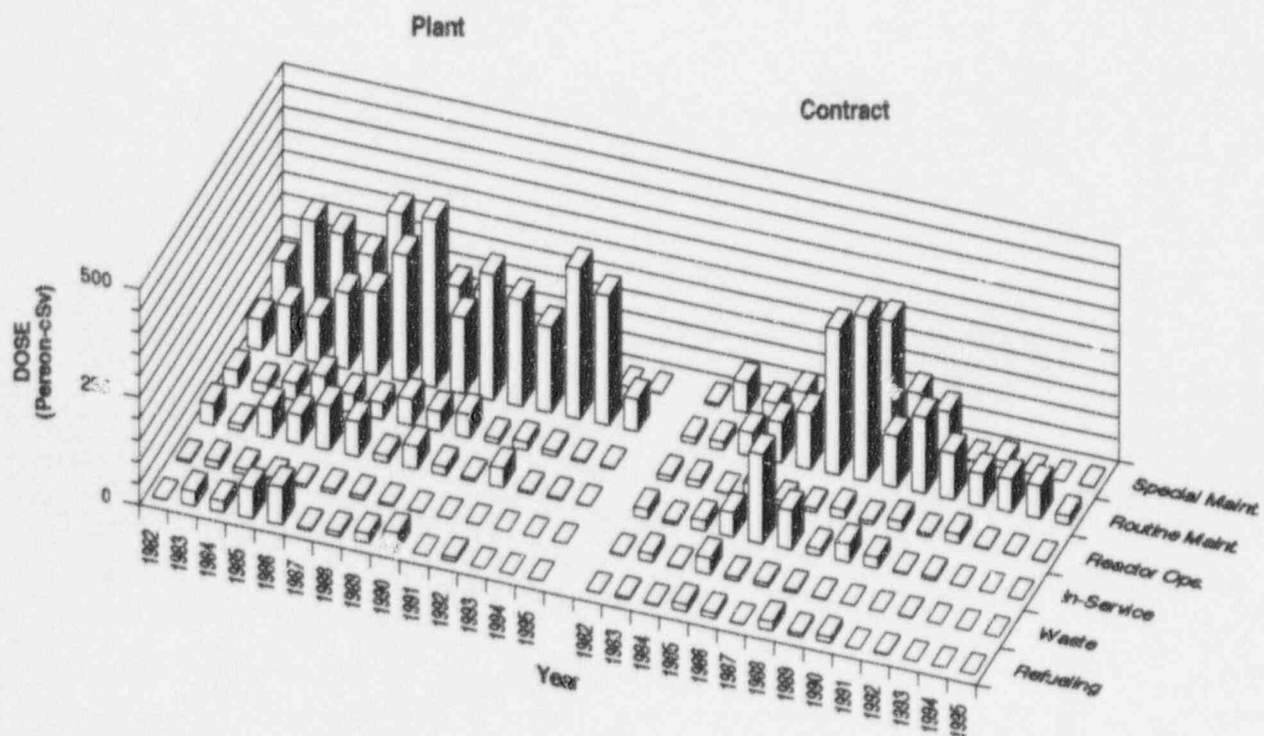 Plant
Contract
DOSE
(Person-cSv)
500
0
1982
1983
1984
1985
1986
1987
1988
1989
1990
1991
1992
1993
1994
1995
1982
1983
1984
1985
1986
1987
1988
1989
1990
1991
1992
1993
1994
1995
Year
Special Maint.
Routine Maint.
Reactor Ops.
In-Service
Waste
Refueling